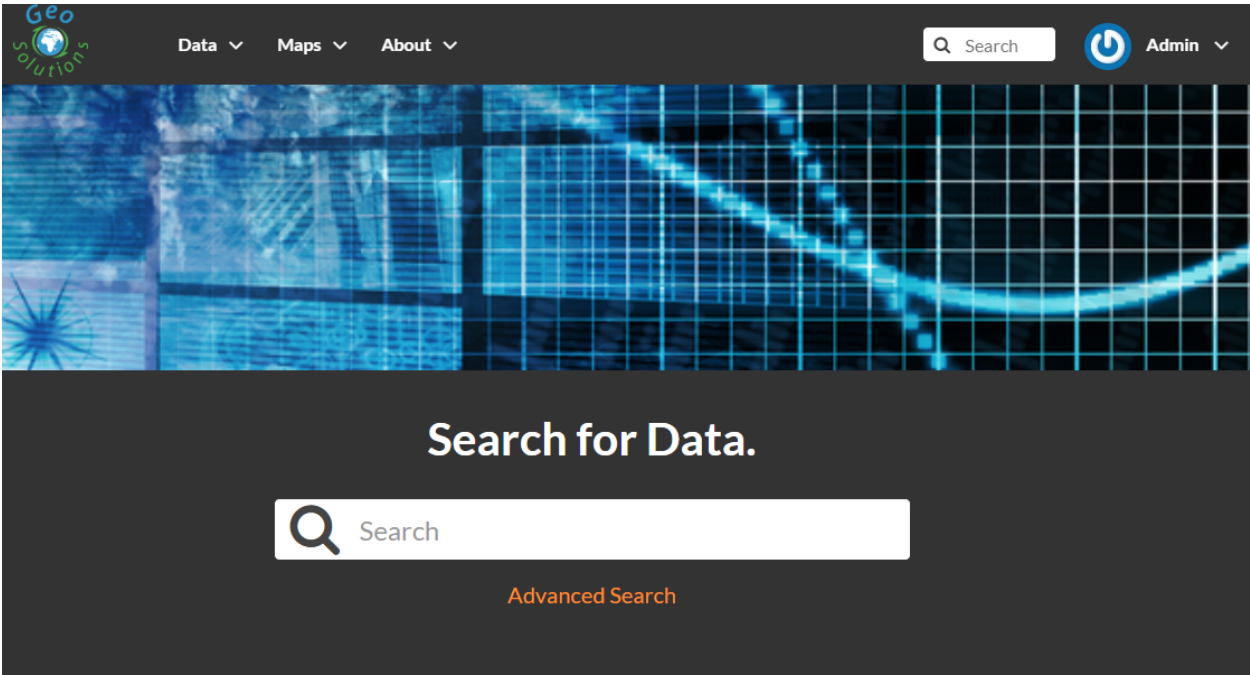 Geo
Solutions
Data
Maps
About
Search
Admin
Search for Data.
Search
Advanced Search